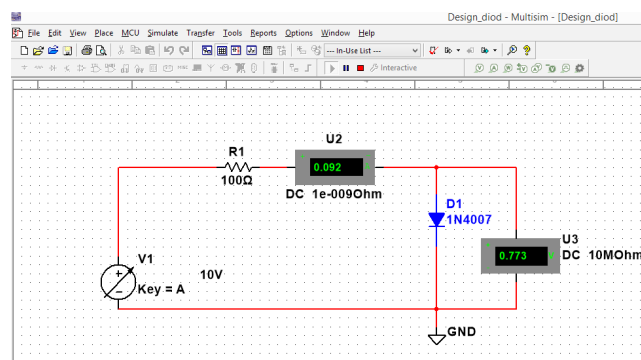 Design_diod - Multisim - [Design_diod]
File Edit View Place MCU Simulate Transfer Tools Reports Options Window Help
--- In-Use List ---
Interactive
U2
R1
0.092
100Ω
DC 1e-009Ohm
D1
1N4007
U3
0.773
DC 10MOhm
V1
10V
Key = A
GND